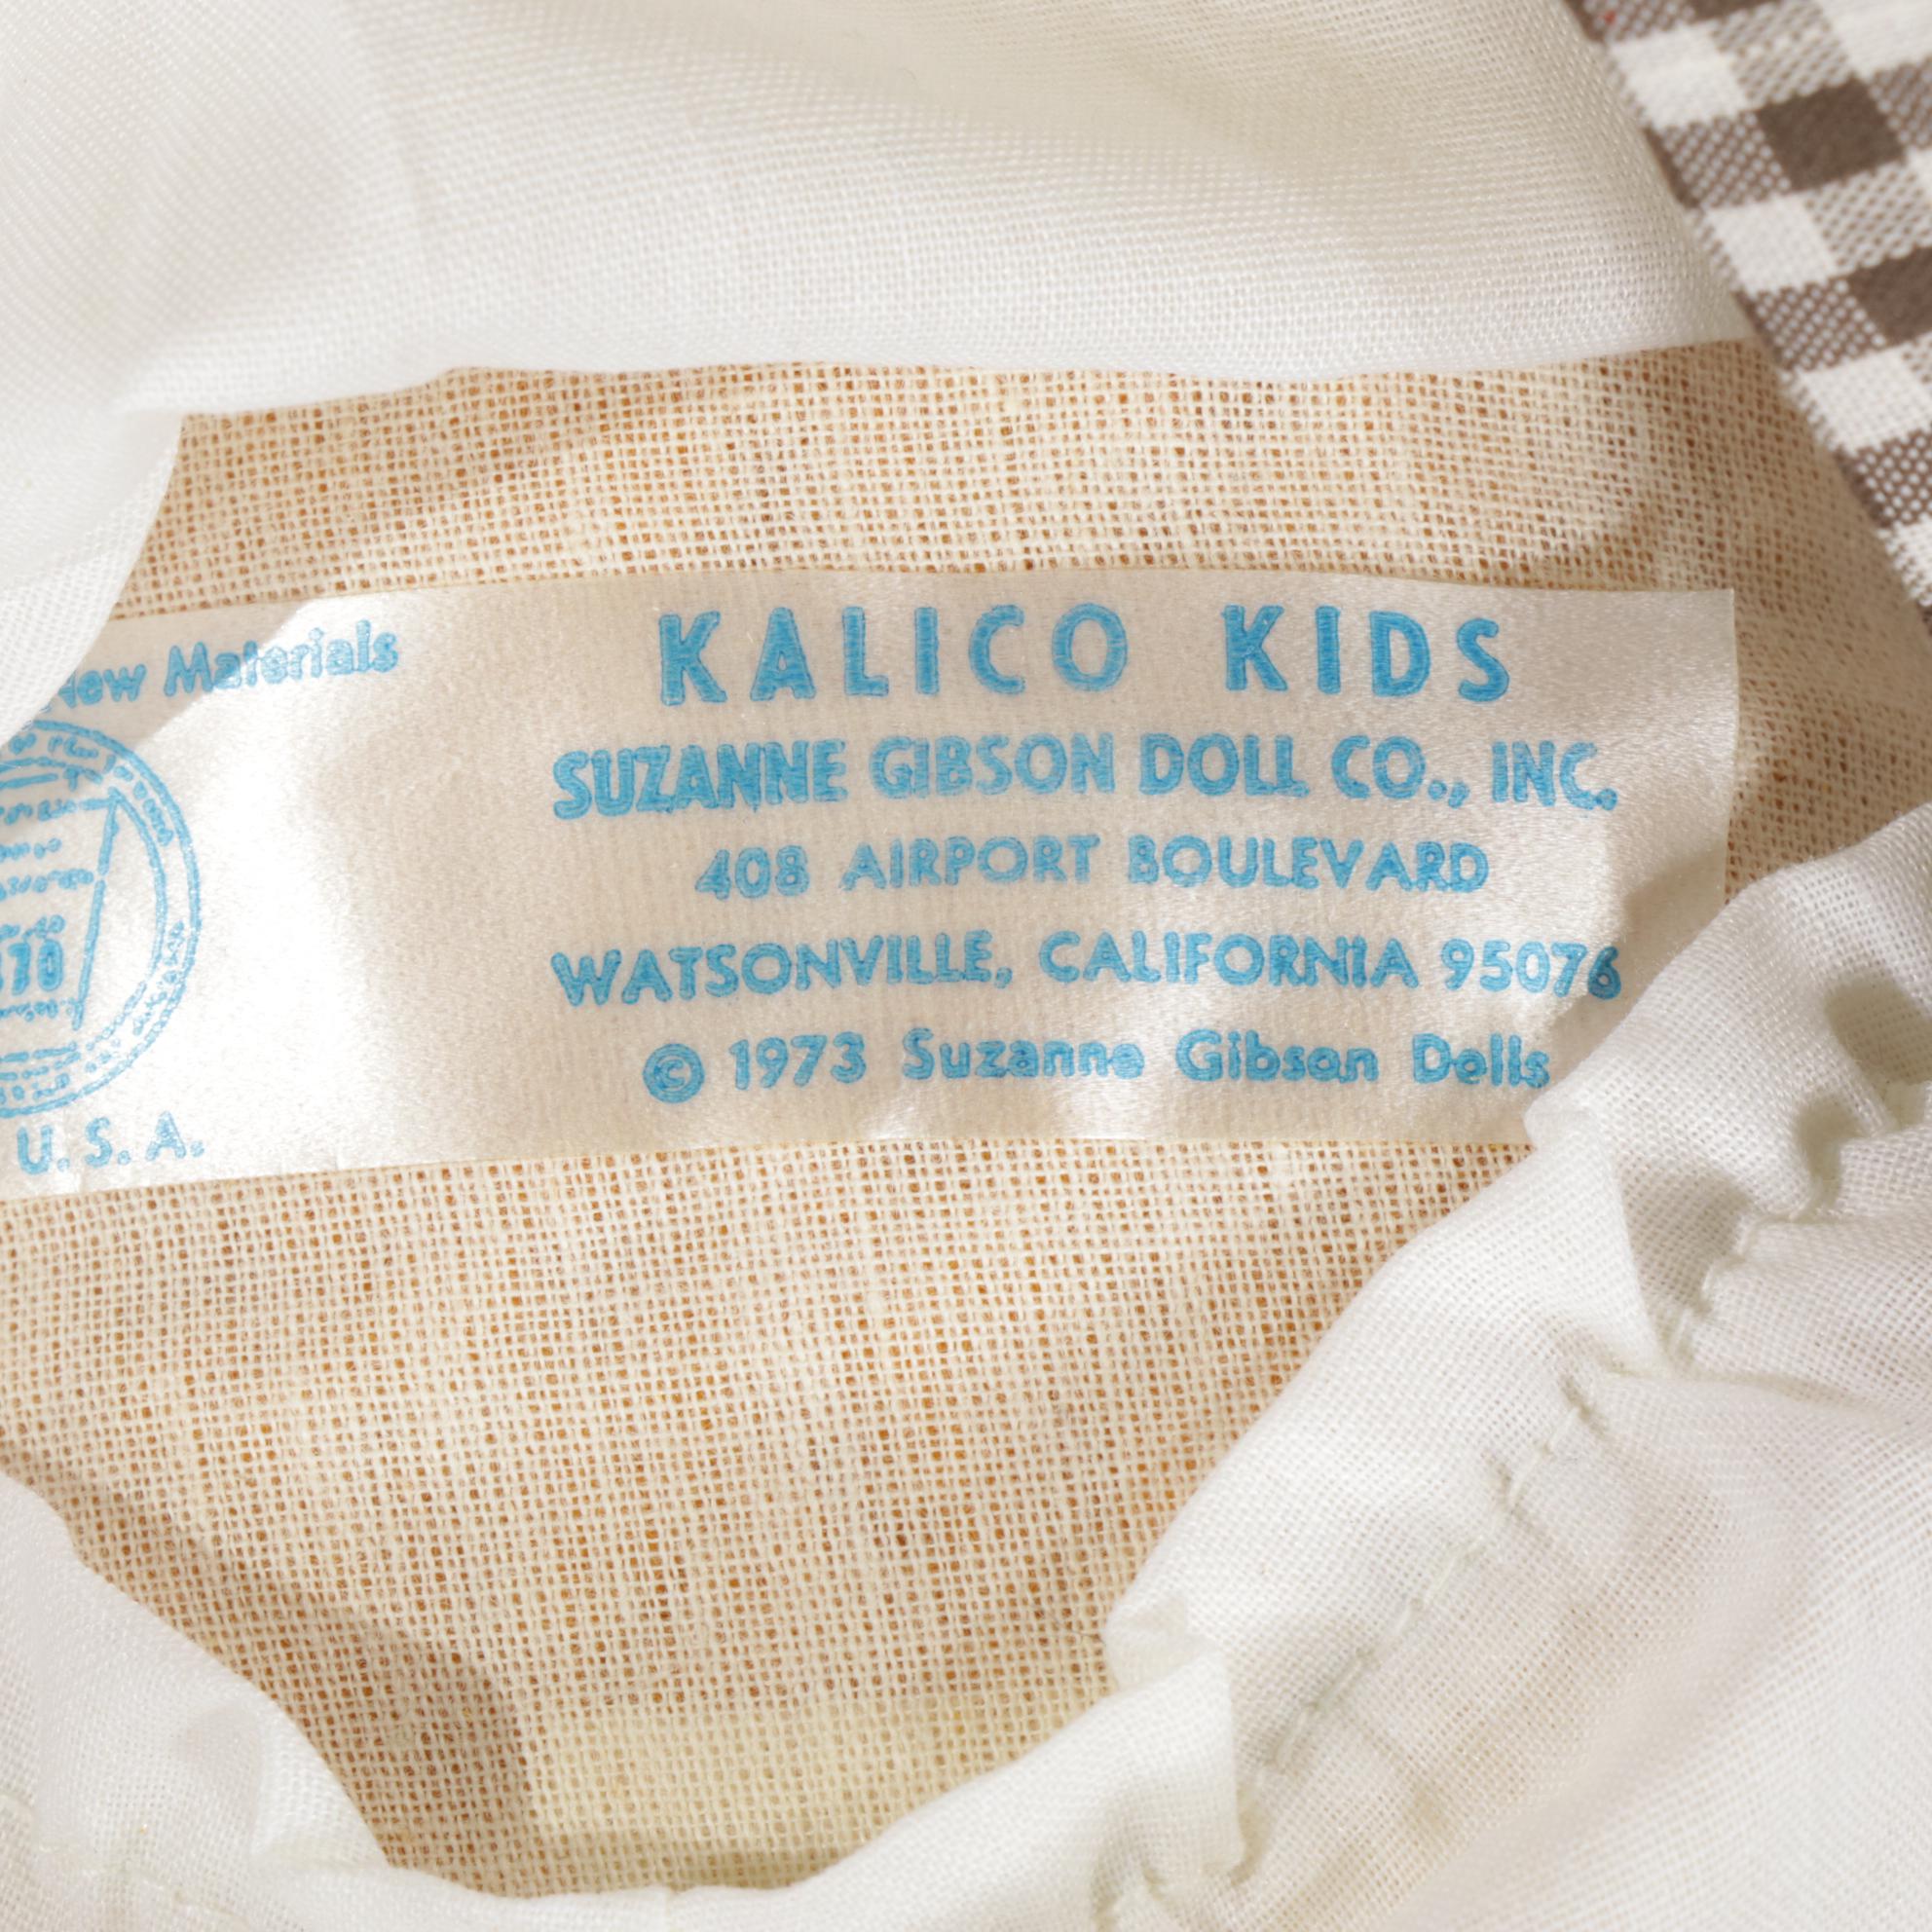 New Materials
KALICO KIDS
SUZANNE GIBSON DOLL CO., INC.
408 AIRPORT BOULEVARD
WATSONVILLE, CALIFORNIA 95076
© 1973 Suzanne Gibson Dolls
70
U.S.A.